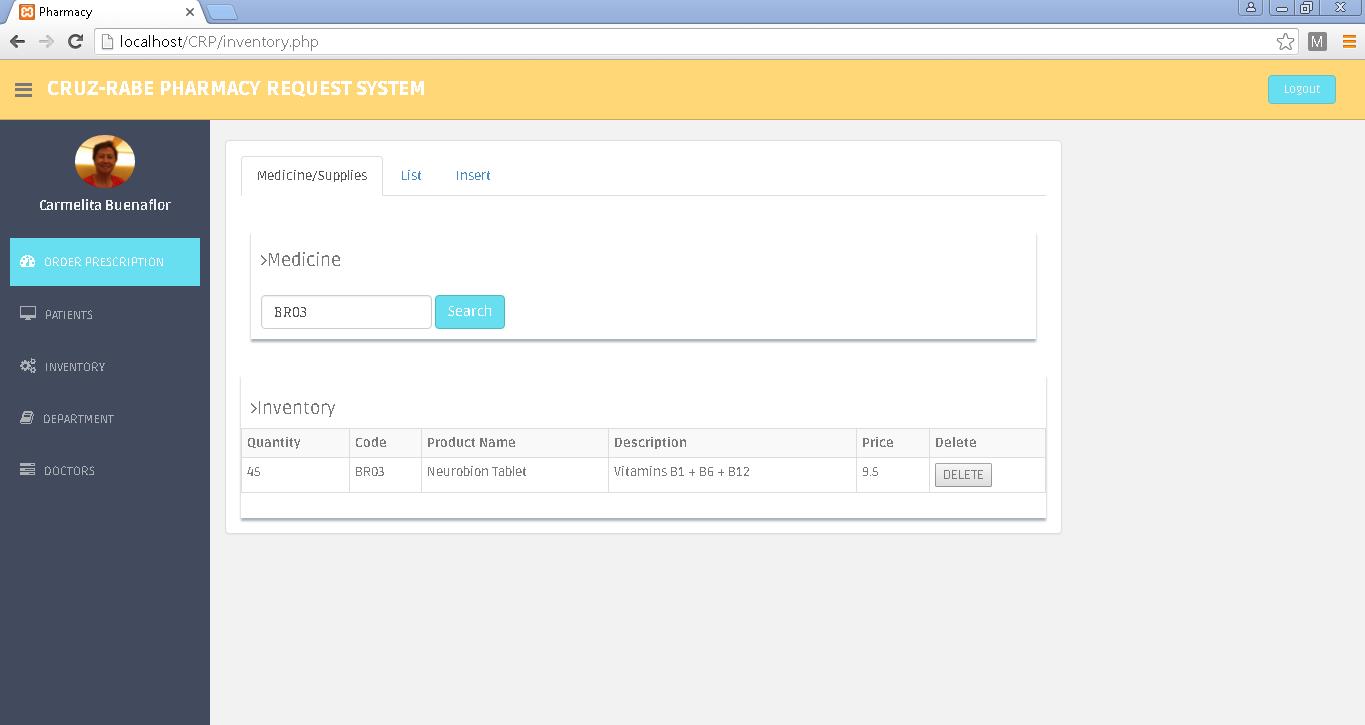 Pharmacy
localhost/CRP/inventory.php
M
CRUZ-RABE PHARMACY REQUEST SYSTEM
Logout
Carmelita Buenaflor
ORDER PRESCRIPTION
PATIENTS
INVENTORY
DEPARTMENT
DOCTORS
Medicine/Supplies List Insert
>Medicine
BR03 Search
>Inventory
Quantity Code Product Name Description Price Delete
45 BR03 Neurobion Tablet Vitamins B1 + B6 + B12 9.5 DELETE